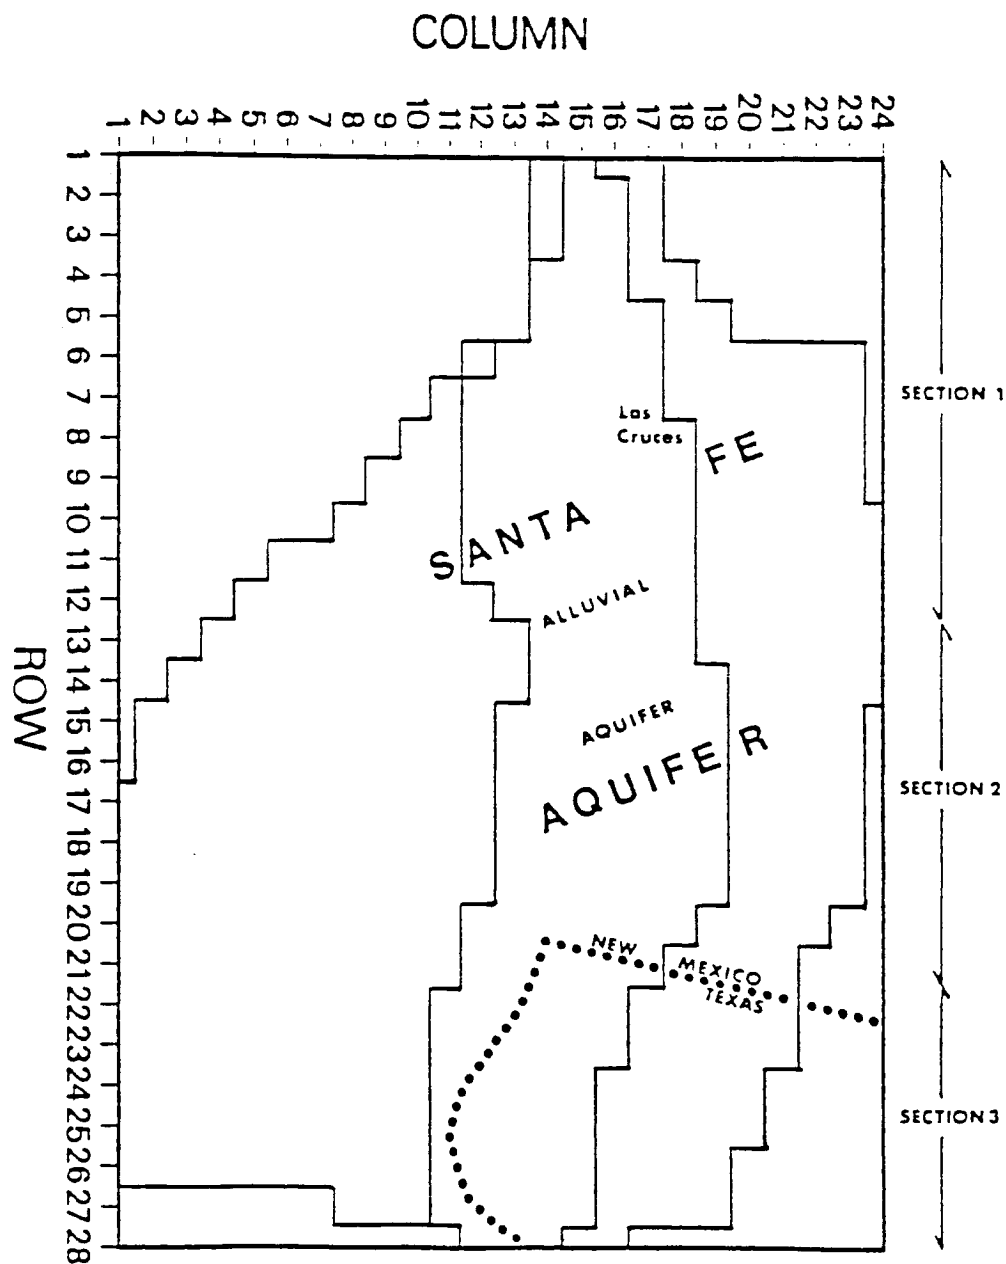 COLUMN
1 2 3 4 5 6 7 8 9 10 11 12 13 14 15 16 17 18 19 20 21 22 23 24
ROW
1
2
3
4
5
6
7
8
9
10
11
12
13
14
15
16
17
18
19
20
21
22
23
24
25
26
27
28
SECTION 1
Las
Cruces
SANTA FE
ALLUVIAL
AQUIFER
AQUIFER
SECTION 2
NEW MEXICO
TEXAS
SECTION 3